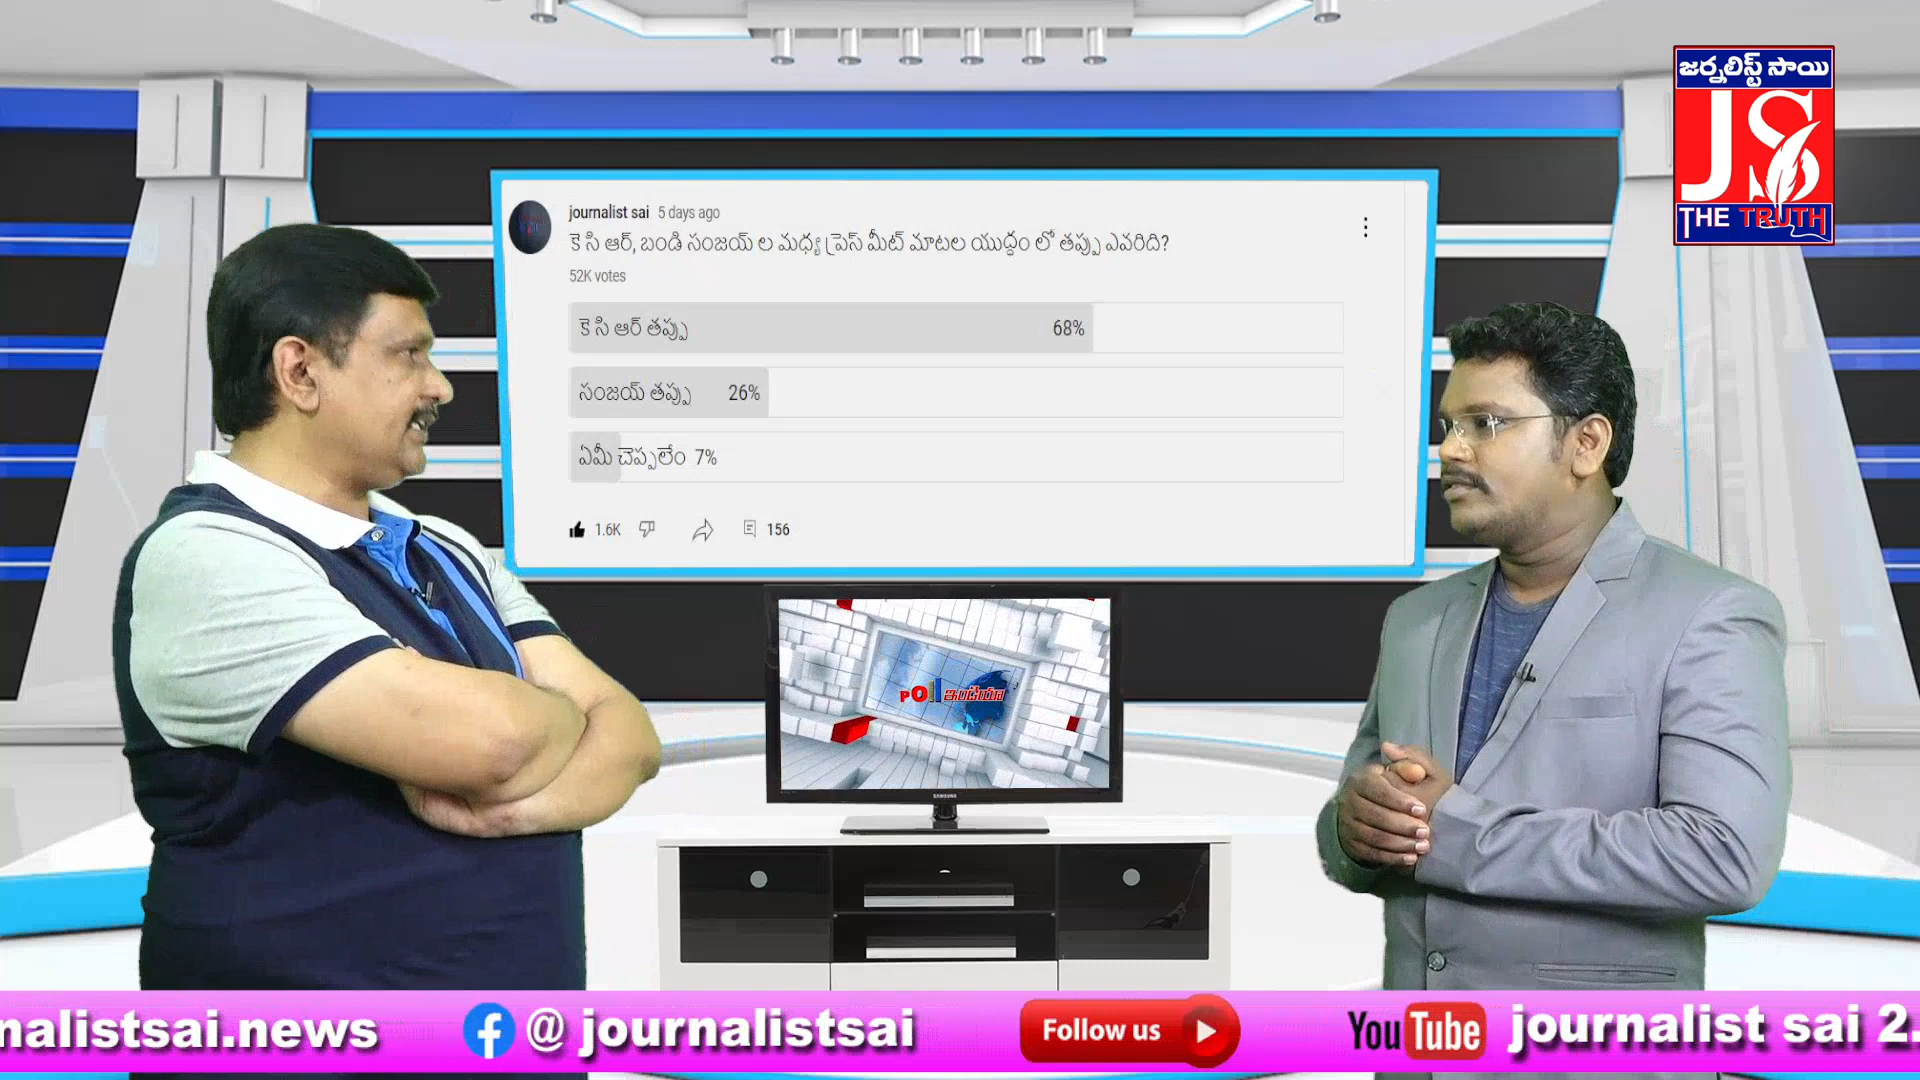 జర్నలిస్ట్ సాయి
JS
THE TRUTH
journalist sai 5 days ago
కె సి ఆర్, బండి సంజయ్ ల మధ్య ప్రెస్ మీట్ మాటల యుద్ధం లో తప్పు ఎవరిది?
52K votes
కె సి ఆర్ తప్పు 68%
సంజయ్ తప్పు 26%
ఏమీ చెప్పలేం 7%
1.6K 156
POll ఇండియా
SAMSUNG
nalistsai.news @ journalistsai Follow us YouTube journalist sai 2.